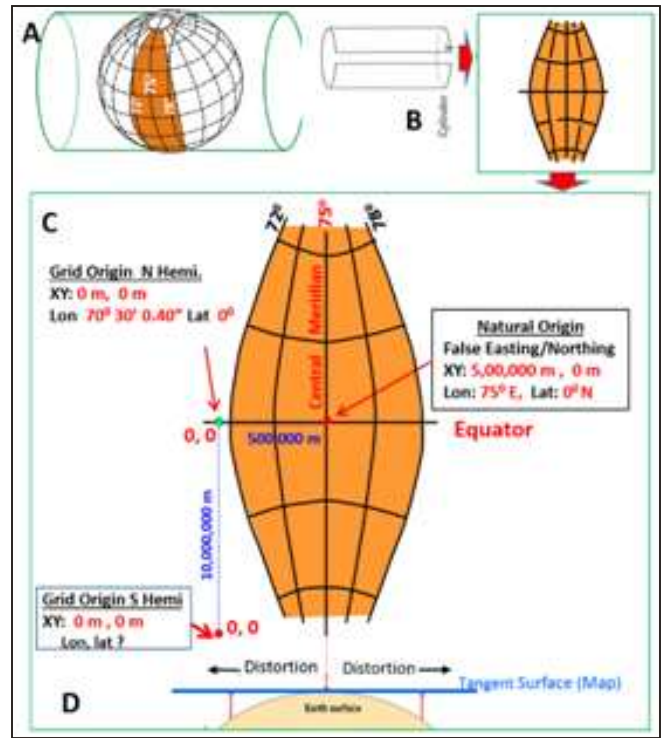 A
72°
75°
78°
B
Cylinder
C
72°
75°
78°
Grid Origin N Hemi.
XY: 0 m, 0 m
Lon 70° 30' 0.40" Lat 0°
Central Meridian
Natural Origin
False Easting/Northing
XY: 5,00,000 m , 0 m
Lon: 75° E, Lat: 0° N
0, 0
500,000 m
Equator
10,000,000 m
Grid Origin S Hemi
XY: 0 m , 0 m
Lon, lat ?
0, 0
Distortion
Distortion
Tangent Surface (Map)
D
Earth surface